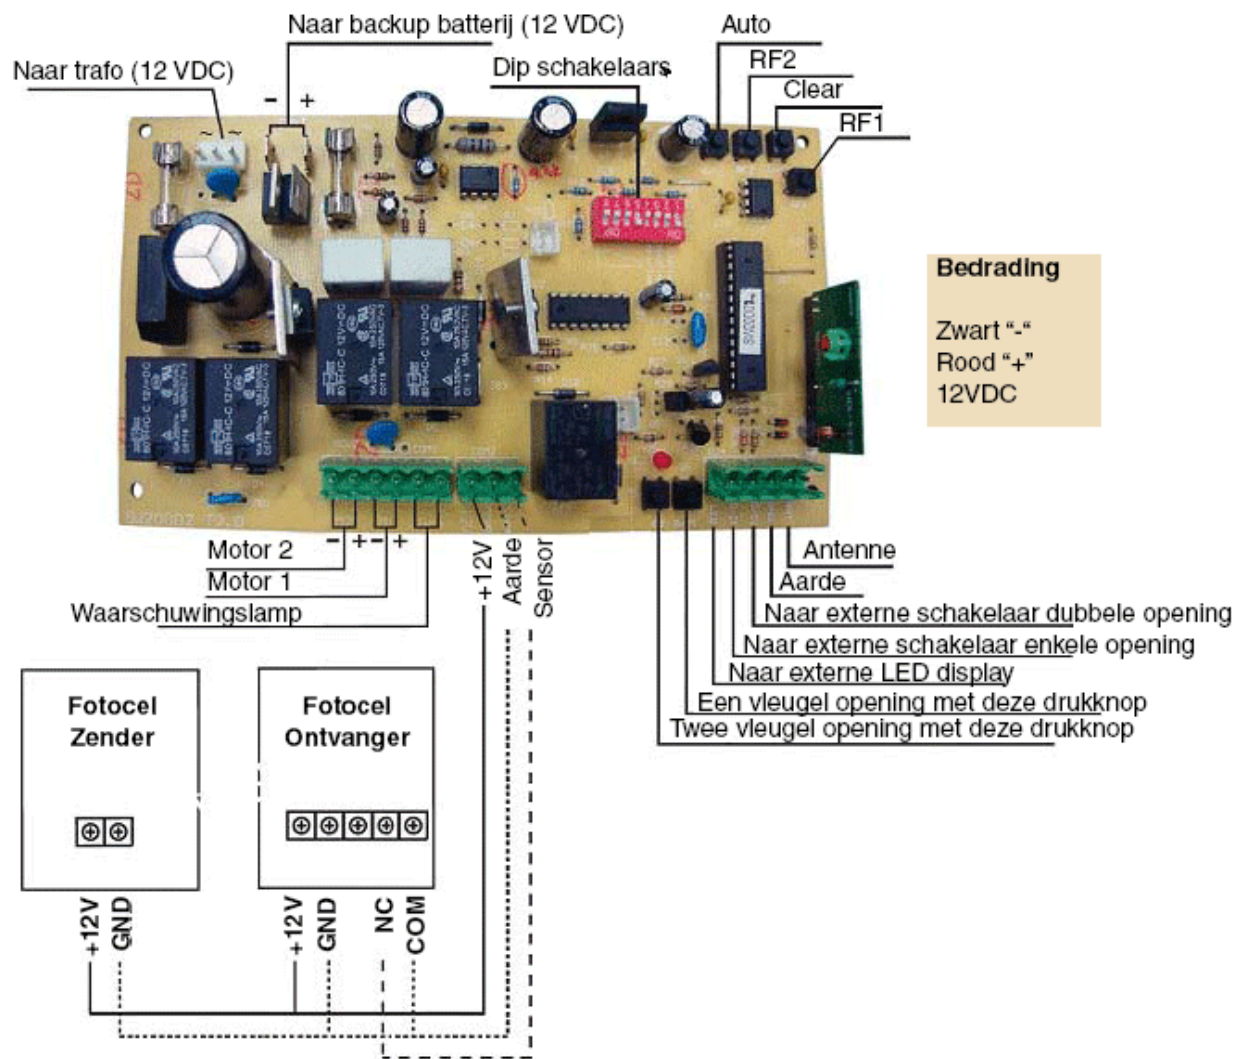 Naar backup batterij (12 VDC)
Auto
Naar trafo (12 VDC)
Dip schakelaars
RF2
Clear
RF1
- +
~ ~
Bedrading
Zwart “-“
Rood “+”
12VDC
SW200DZ
Motor 2
- + - +
Motor 1
Waarschuwingslamp
+12V
Aarde
Sensor
Antenne
Aarde
Naar externe schakelaar dubbele opening
Naar externe schakelaar enkele opening
Naar externe LED display
Een vleugel opening met deze drukknop
Twee vleugel opening met deze drukknop
Fotocel
Zender
Fotocel
Ontvanger
+12V
GND
+12V
GND
NC
COM